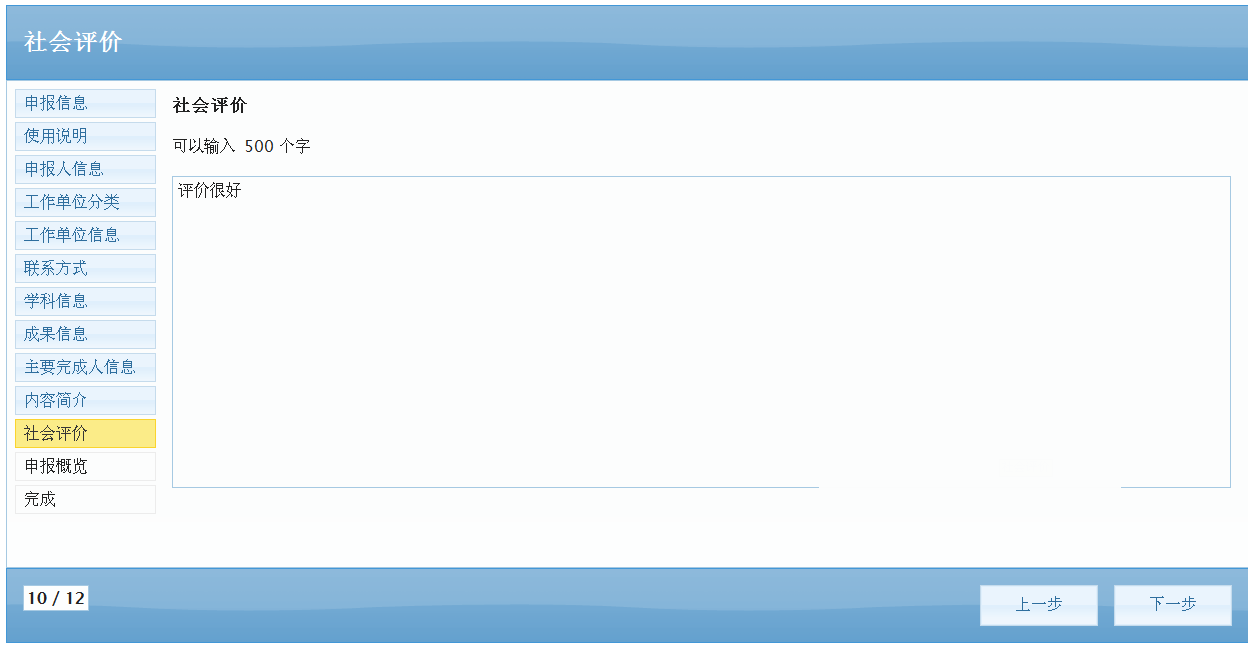 社会评价
申报信息
使用说明
申报人信息
工作单位分类
工作单位信息
联系方式
学科信息
成果信息
主要完成人信息
内容简介
社会评价
申报概览
完成
社会评价
可以输入 500 个字
评价很好
10 / 12
上一步
下一步